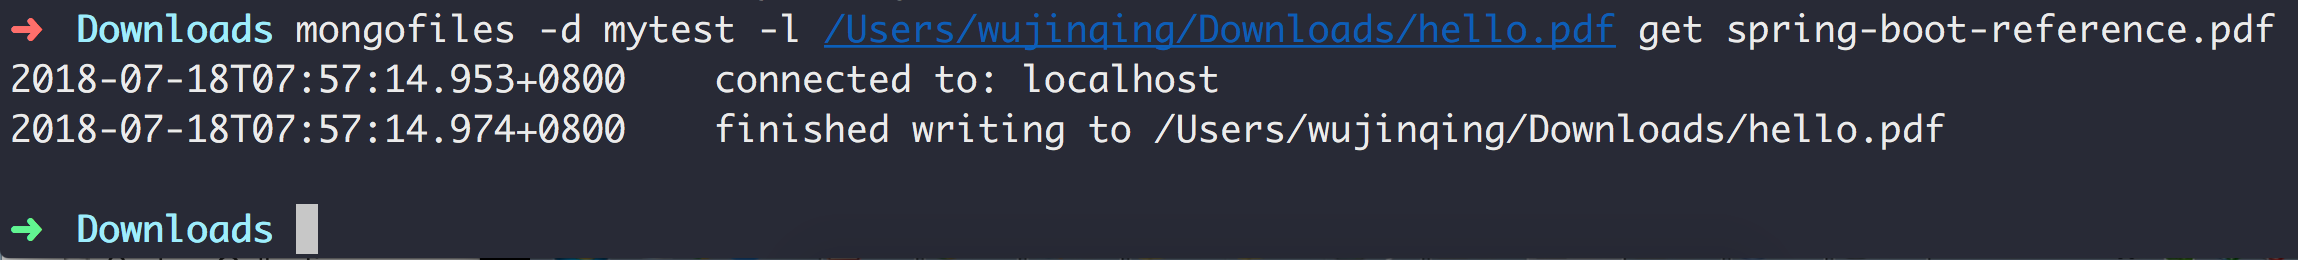 ➜ Downloads mongofiles -d mytest -l /Users/wujinqing/Downloads/hello.pdf get spring-boot-reference.pdf
2018-07-18T07:57:14.953+0800 connected to: localhost
2018-07-18T07:57:14.974+0800 finished writing to /Users/wujinqing/Downloads/hello.pdf
➜ Downloads